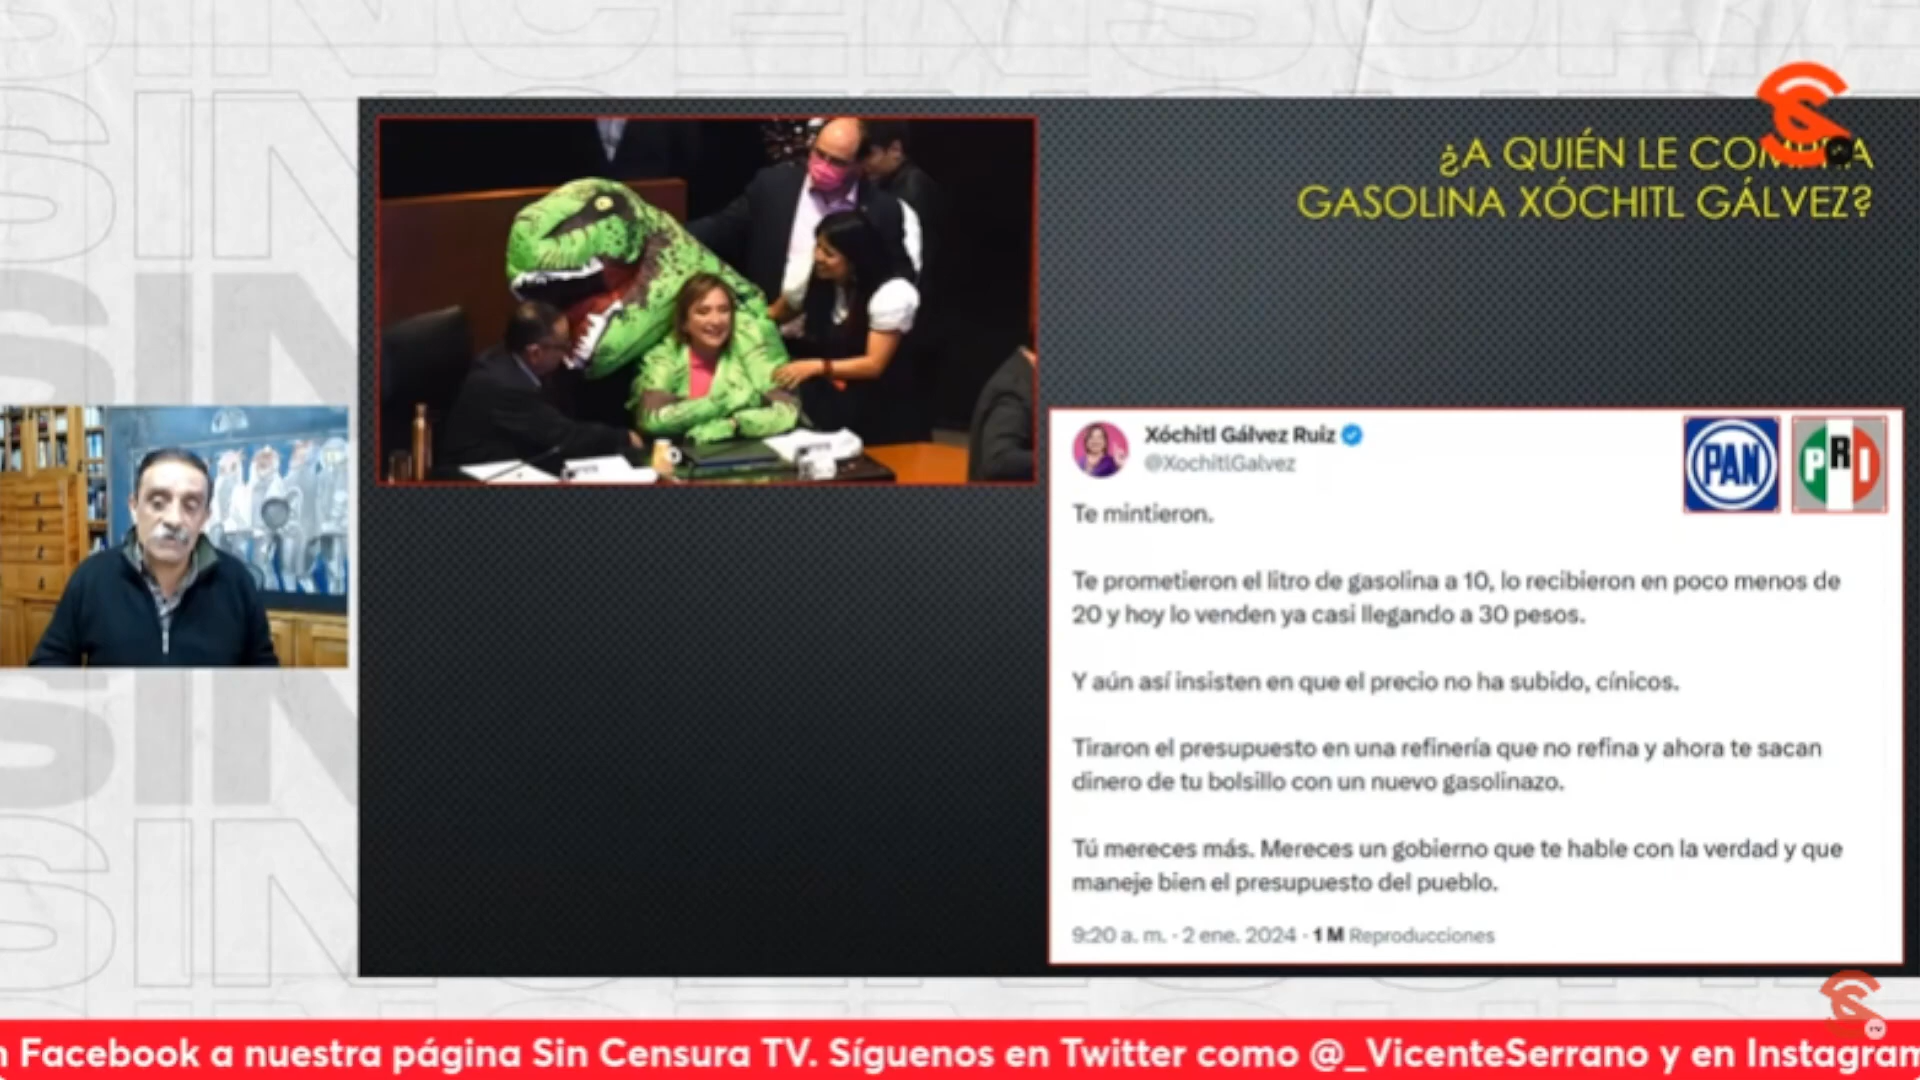 ¿A QUIÉN LE COMPRA
GASOLINA XÓCHITL GÁLVEZ?
Xóchitl Gálvez Ruiz
@XochitlGalvez
PAN
PRI
Te mintieron.
Te prometieron el litro de gasolina a 10, lo recibieron en poco menos de
20 y hoy lo venden ya casi llegando a 30 pesos.
Y aún así insisten en que el precio no ha subido, cínicos.
Tiraron el presupuesto en una refinería que no refina y ahora te sacan
dinero de tu bolsillo con un nuevo gasolinazo.
Tú mereces más. Mereces un gobierno que te hable con la verdad y que
maneje bien el presupuesto del pueblo.
9:20 a. m. · 2 ene. 2024 · 1 M Reproducciones
TV
n Facebook a nuestra página Sin Censura TV. Síguenos en Twitter como @_VicenteSerrano y en Instagram